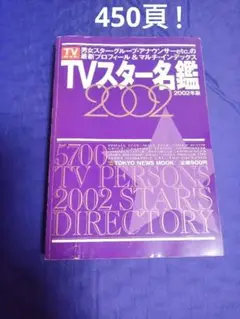 450頁！
TV
男女スター・グループ・アナウンサーetc.の
最新プロフィール&マルチ・インデックス
TVスター名鑑
2002
2002年版
5700
TV PERSONS
2002 STAR'S
DIRECTORY
TOKYO NEWS MOOK